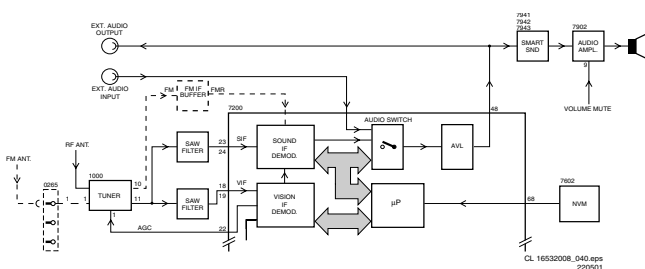 EXT. AUDIO
OUTPUT
7941
7942
7943
7902
SMART
SND
AUDIO
AMPL.
9
EXT. AUDIO
INPUT
FM
FM IF
BUFFER
FMR
VOLUME MUTE
7200
48
AUDIO SWITCH
RF ANT.
SAW
FILTER
23
24
SIF
SOUND
IF
DEMOD.
AVL
FM ANT.
0265
1000
10
1
1
TUNER
11
SAW
FILTER
18
19
VIF
VISION
IF
DEMOD.
µP
68
7602
NVM
1
AGC
22
CL 16532008_040.eps
220501